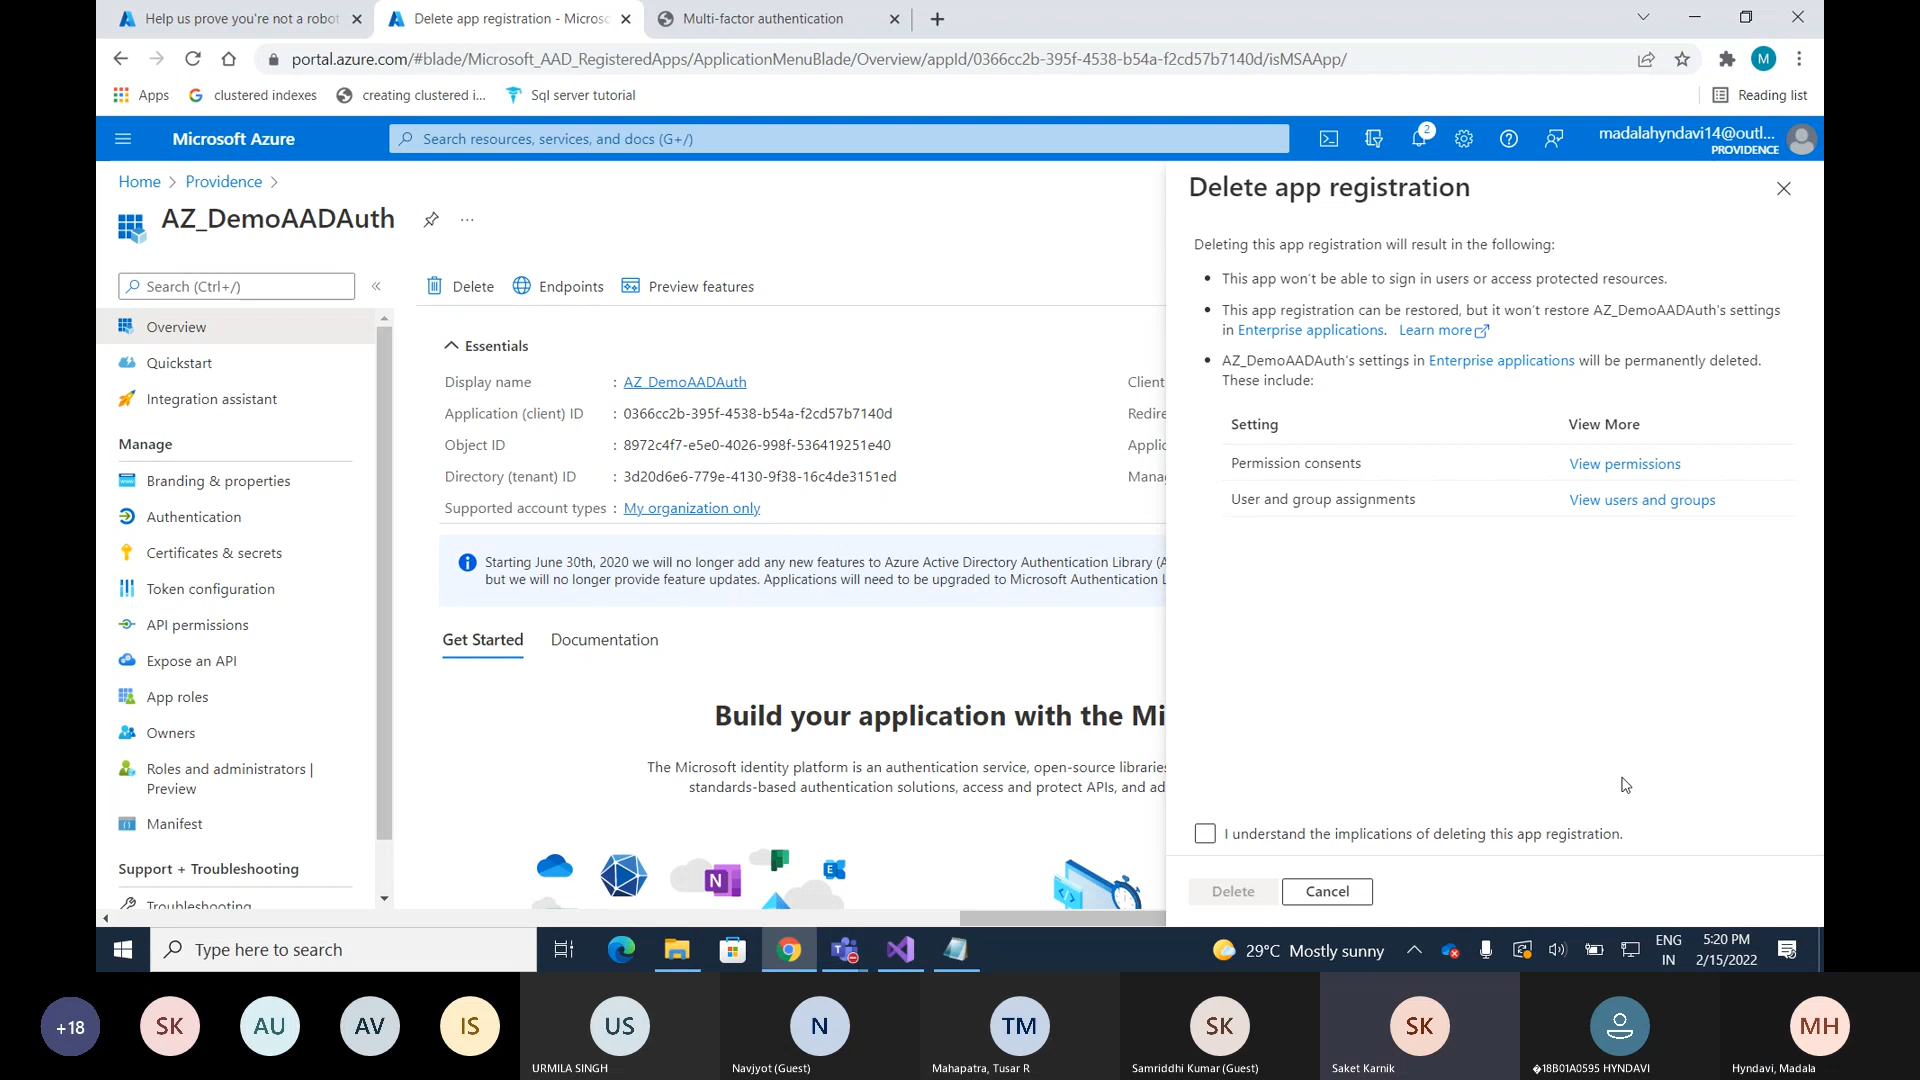 Help us prove you're not a robot
Delete app registration - Microso
Multi-factor authentication
portal.azure.com/#blade/Microsoft_AAD_RegisteredApps/ApplicationMenuBlade/Overview/appId/0366cc2b-395f-4538-b54a-f2cd57b7140d/isMSAApp/
M
Apps
clustered indexes
creating clustered i...
Sql server tutorial
Reading list
Microsoft Azure
Search resources, services, and docs (G+/)
2
madalahyndavi14@outl...
PROVIDENCE
Home > Providence >
AZ_DemoAADAuth
...
Search (Ctrl+/)
«
Overview
Quickstart
Integration assistant
Manage
Branding & properties
Authentication
Certificates & secrets
Token configuration
API permissions
Expose an API
App roles
Owners
Roles and administrators |
Preview
Manifest
Support + Troubleshooting
Troubleshooting
Delete
Endpoints
Preview features
Essentials
Display name : AZ_DemoAADAuth
Client
Application (client) ID : 0366cc2b-395f-4538-b54a-f2cd57b7140d
Redire
Object ID : 8972c4f7-e5e0-4026-998f-536419251e40
Applic
Directory (tenant) ID : 3d20d6e6-779e-4130-9f38-16c4de3151ed
Manag
Supported account types : My organization only
Starting June 30th, 2020 we will no longer add any new features to Azure Active Directory Authentication Library (A
but we will no longer provide feature updates. Applications will need to be upgraded to Microsoft Authentication L
Get Started
Documentation
Build your application with the Mi
The Microsoft identity platform is an authentication service, open-source libraries
standards-based authentication solutions, access and protect APIs, and ad
N
E
Delete app registration
Deleting this app registration will result in the following:
• This app won't be able to sign in users or access protected resources.
• This app registration can be restored, but it won't restore AZ_DemoAADAuth's settings
in Enterprise applications. Learn more
• AZ_DemoAADAuth's settings in Enterprise applications will be permanently deleted.
These include:
Setting
View More
Permission consents
View permissions
User and group assignments
View users and groups
I understand the implications of deleting this app registration.
Delete
Cancel
Type here to search
29°C Mostly sunny
ENG
IN
5:20 PM
2/15/2022
+18
SK
AU
AV
IS
US
URMILA SINGH
N
Navjyot (Guest)
TM
Mahapatra, Tusar R
SK
Samriddhi Kumar (Guest)
SK
Saket Karnik
�18B01A0595 HYNDAVI
MH
Hyndavi, Madala